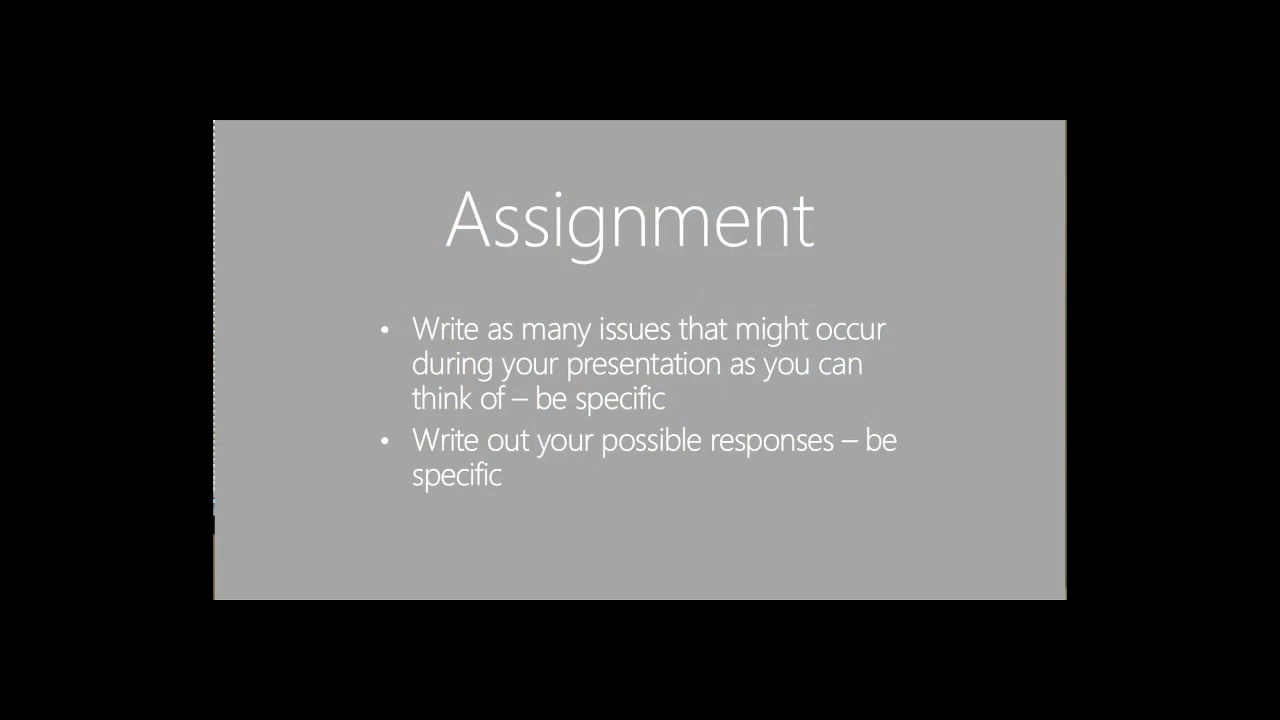 Assignment
• Write as many issues that might occur
during your presentation as you can
think of – be specific
• Write out your possible responses – be
specific